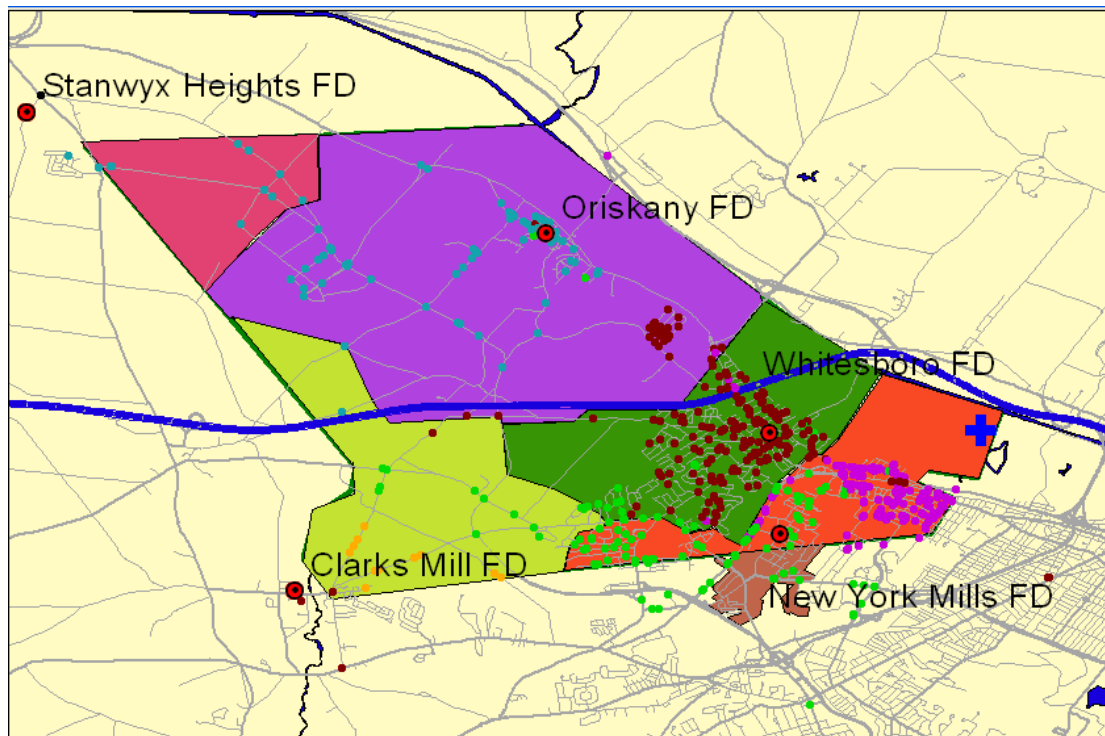 Stanwyx Heights FD
Oriskany FD
Whitesboro FD
Clarks Mill FD
New York Mills FD